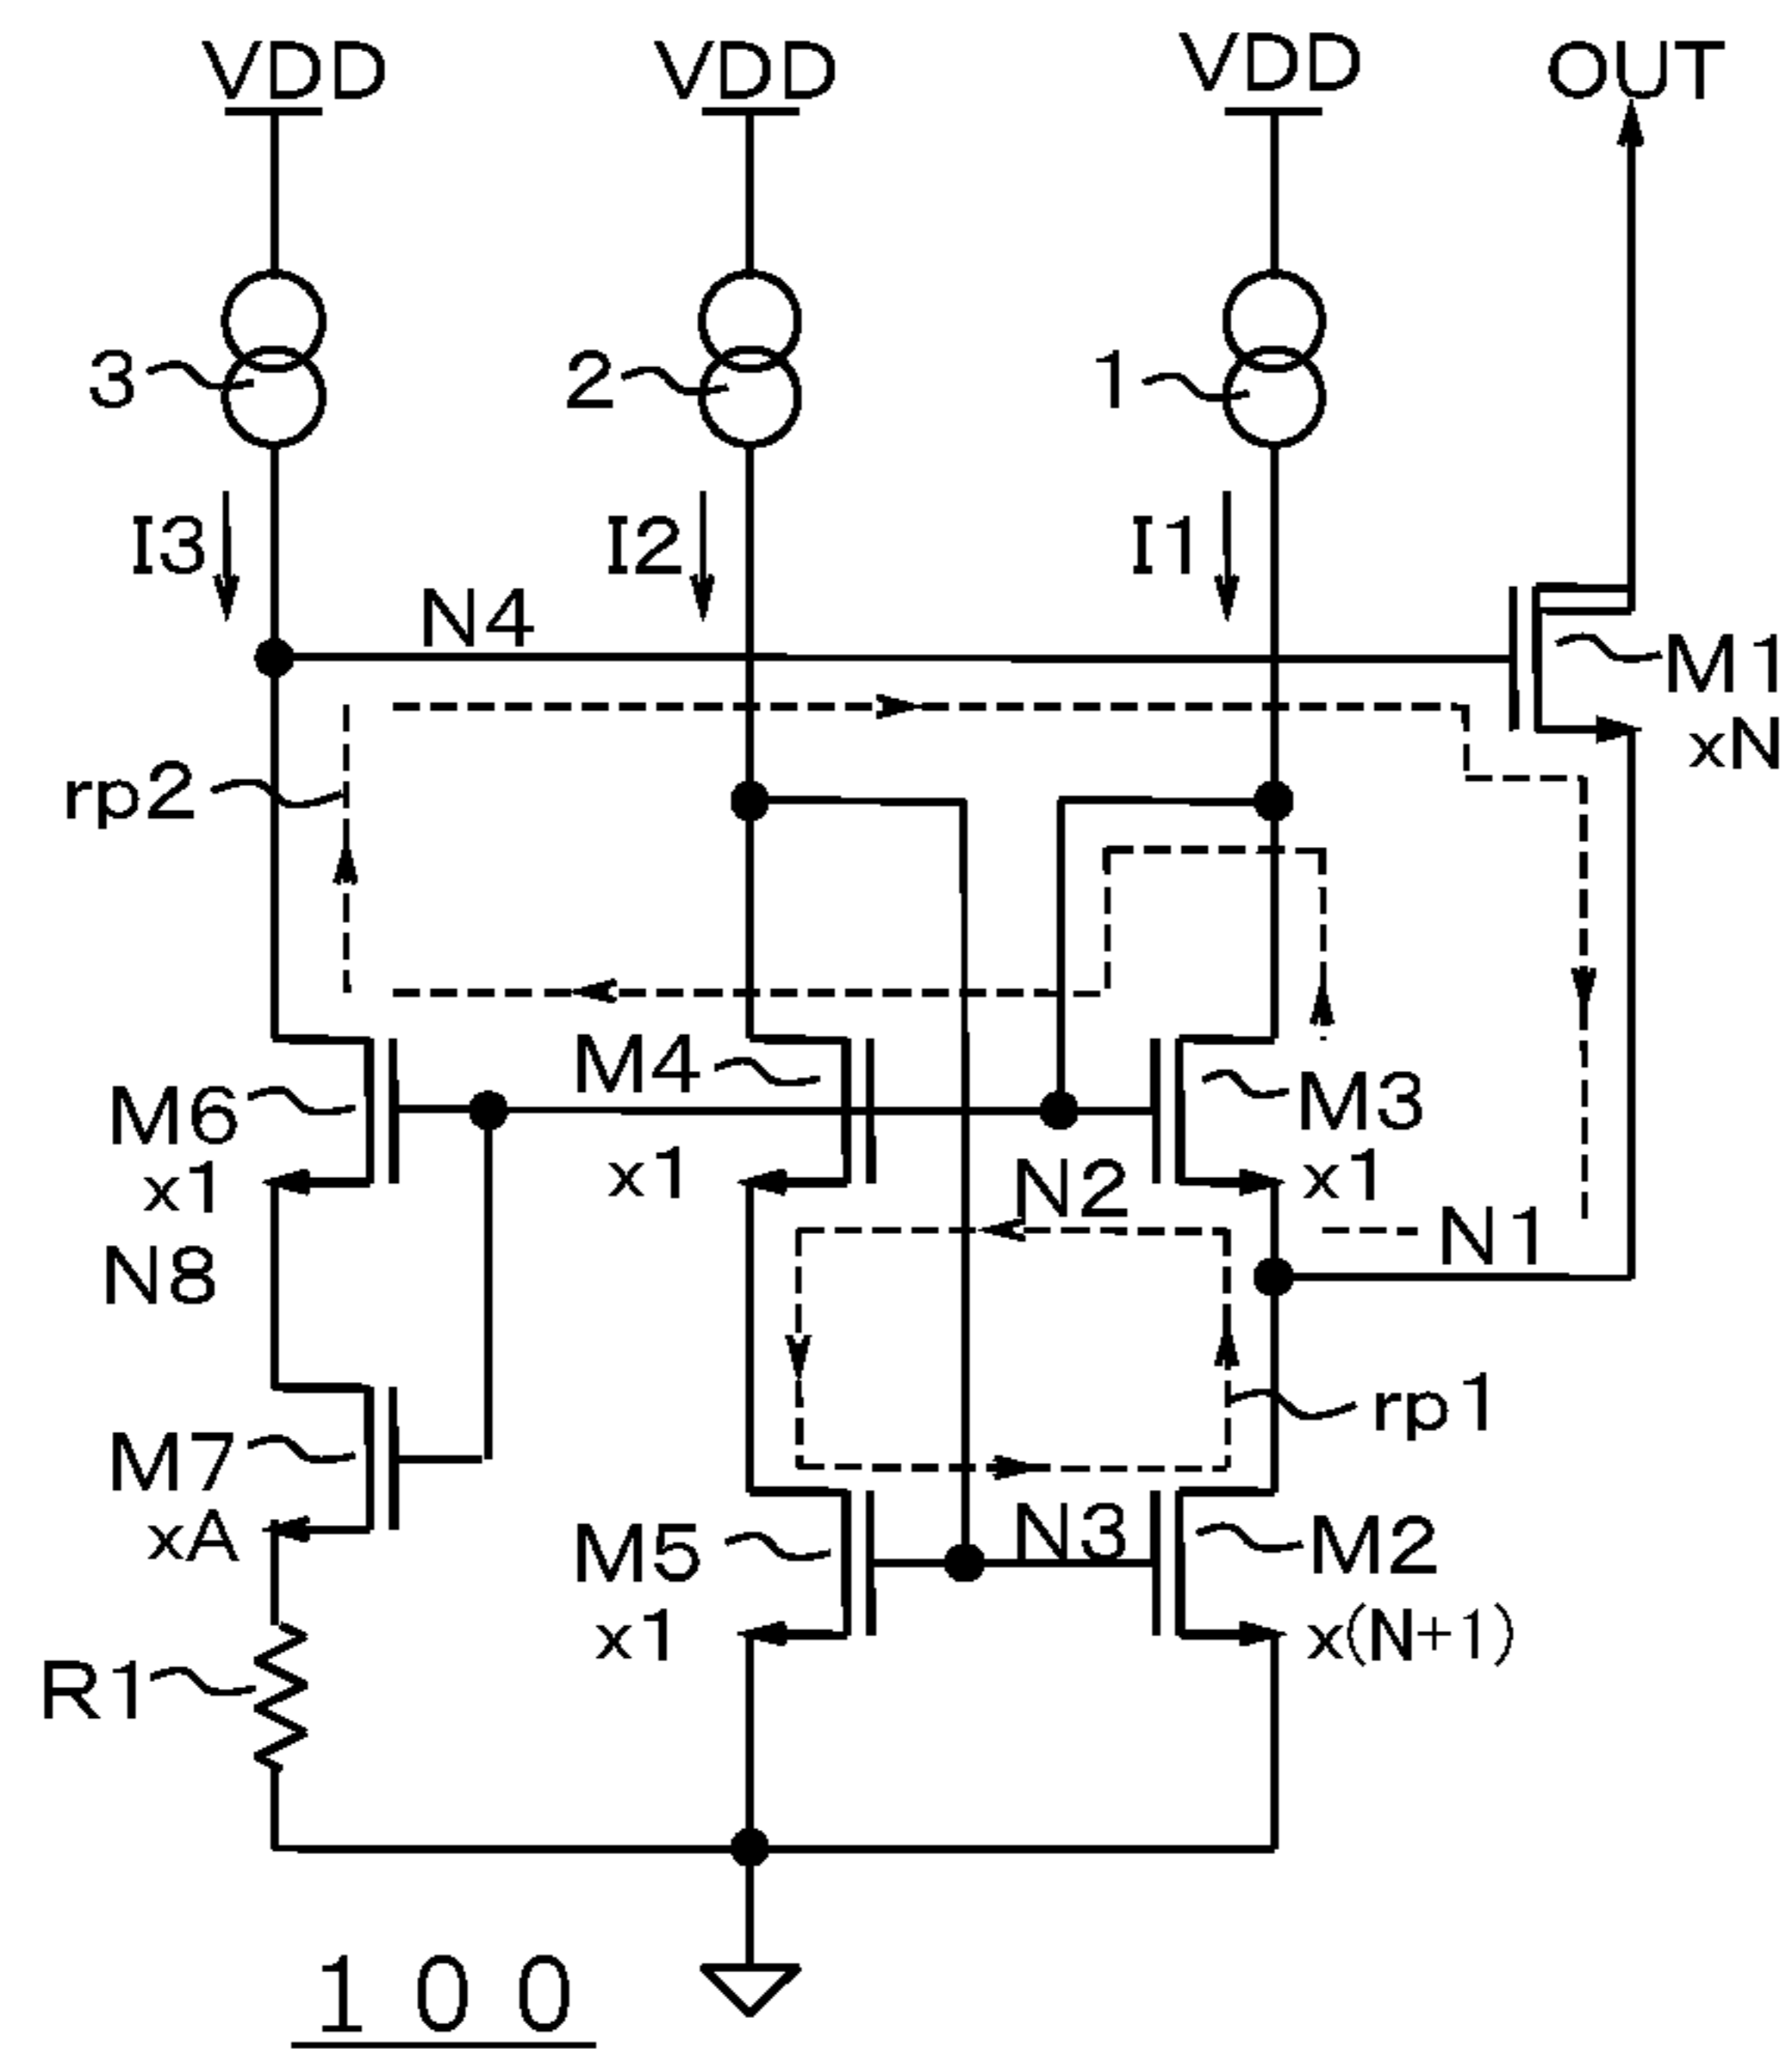 VDD VDD VDD OUT
3 2 1
I3 I2 I1
N4
M1
xN
rp2
M6 M4 M3
x1 x1 x1
N2 N1
N8
rp1
M7
xA
M5 N3 M2
x1 x(N+1)
R1
100